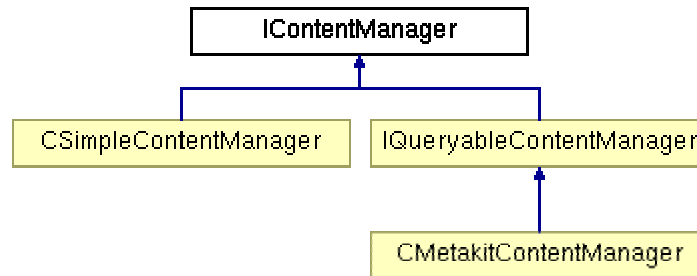 IContentManager
CSimpleContentManager
IQueryableContentManager
CMetakitContentManager